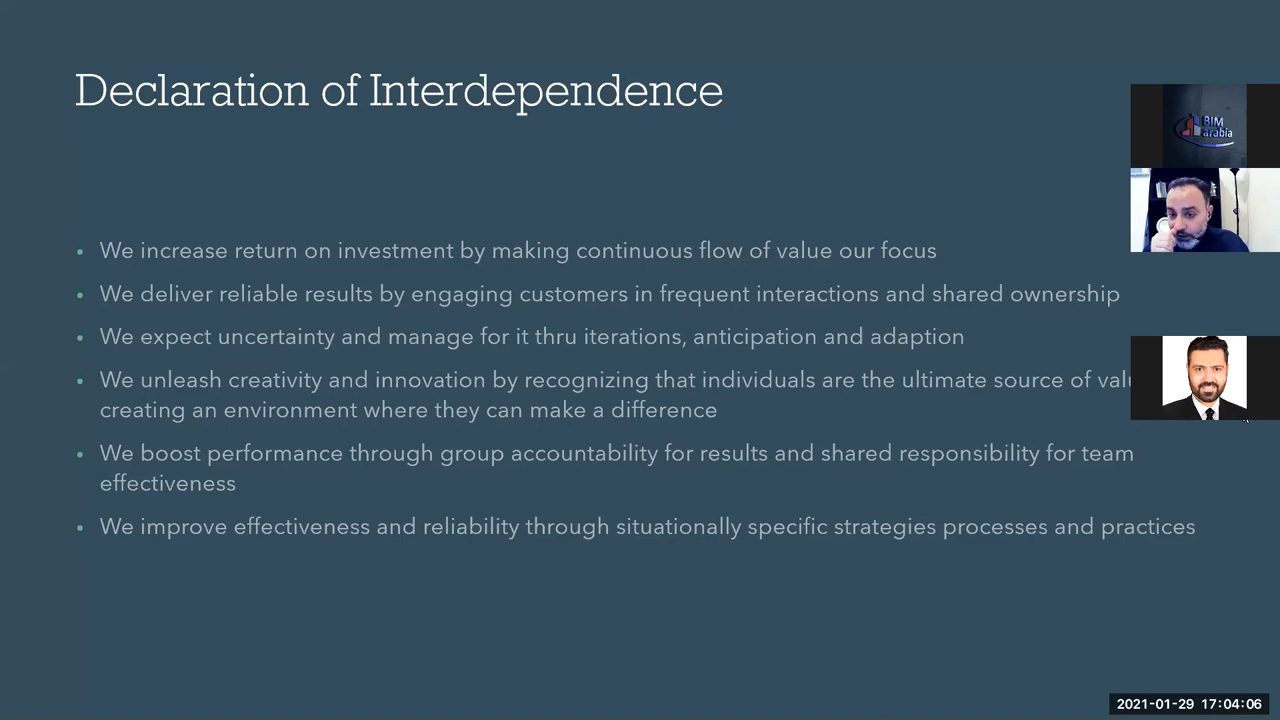 Declaration of Interdependence
BIM
arabia
• We increase return on investment by making continuous flow of value our focus
• We deliver reliable results by engaging customers in frequent interactions and shared ownership
• We expect uncertainty and manage for it thru iterations, anticipation and adaption
• We unleash creativity and innovation by recognizing that individuals are the ultimate source of
creating an environment where they can make a difference
• We boost performance through group accountability for results and shared responsibility for team
effectiveness
• We improve effectiveness and reliability through situationally specific strategies processes and practices
2021-01-29 17:04:06